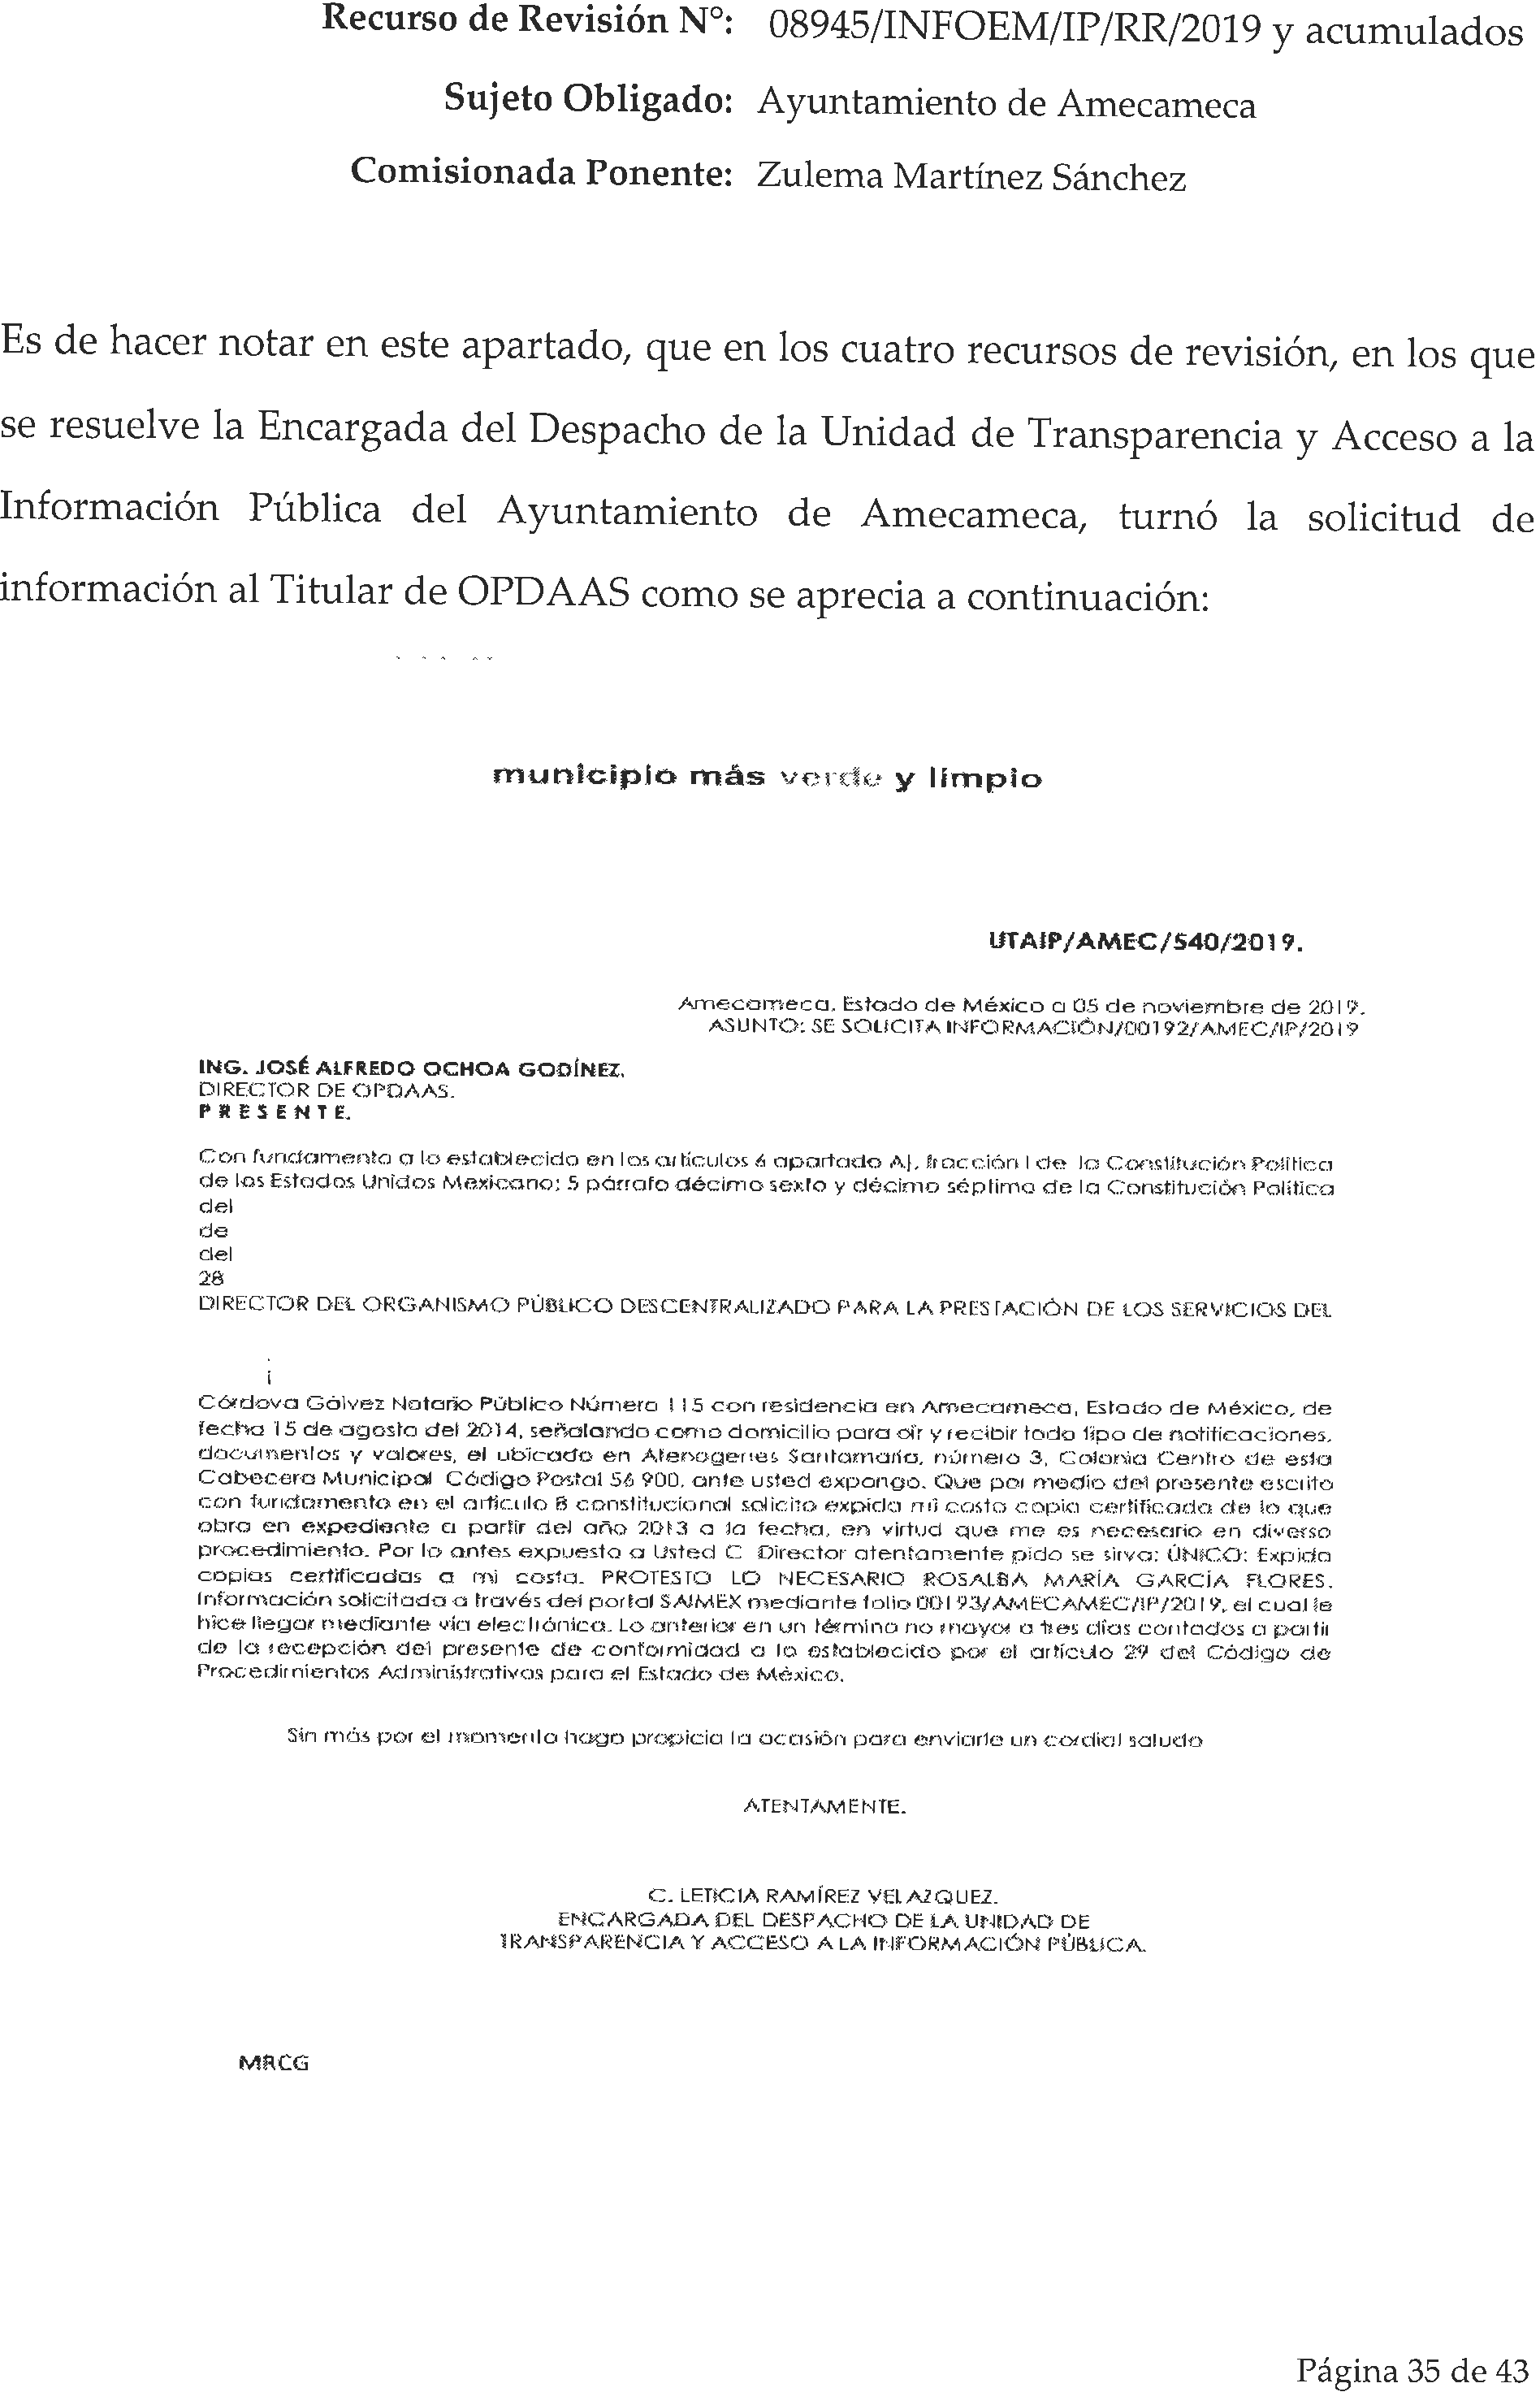 Recurso de Revisión N°: 08945/INFOEM/IP/RR/2019 y acumulados
Sujeto Obligado: Ayuntamiento de Amecameca
Comisionada Ponente: Zulema Martínez Sánchez
Es de hacer notar en este apartado, que en los cuatro recursos de revisión, en los que
se resuelve la Encargada del Despacho de la Unidad de Transparencia y Acceso a la
Información Pública del Ayuntamiento de Amecameca, turnó la solicitud de
información al Titular de OPDAAS como se aprecia a continuación:
municipio más verde y limpio
UTAIP/AMEC/540/2019.
Amecameca, Estado de México a 05 de noviembre de 2019.
ASUNTO: SE SOLICITA INFORMACIÓN/00192/AMEC/IP/2019
ING. JOSÉ ALFREDO OCHOA GODÍNEZ.
DIRECTOR DE OPDAAS.
P R E S E N T E.
Con fundamento a lo establecido en los artículos 6 apartado A), fracción I de la Constitución Política
de los Estados Unidos Mexicano; 5 párrafo décimo sexto y décimo séptimo de la Constitución Política
del
de
del
28
DIRECTOR DEL ORGANISMO PÚBLICO DESCENTRALIZADO PARA LA PRESTACIÓN DE LOS SERVICIOS DEL
Córdova Gálvez Notario Público Número 115 con residencia en Amecameca, Estado de México, de
fecha 15 de agosto del 2014, señalando como domicilio para oír y recibir todo tipo de notificaciones,
documentos y valores, el ubicado en Atenogenes Santamaría, número 3, Colonia Centro de esta
Cabecera Municipal Código Postal 56 900, ante usted expongo. Que por medio del presente escrito
con fundamento en el artículo 8 constitucional solicito expida mi costo copia certificada de lo que
obra en expediente a partir del año 2013 a la fecha, en virtud que me es necesario en diverso
procedimiento. Por lo antes expuesto a Usted C Director atentamente pido se sirva: ÚNICO: Expida
copias certificadas a mi costa. PROTESTO LO NECESARIO ROSALBA MARÍA GARCÍA FLORES.
Información solicitada a través del portal SAIMEX mediante folio 00193/AMECAMEC/IP/2019, el cual le
hice llegar mediante vía electrónica. Lo anterior en un término no mayor a tres días contados a partir
de la recepción del presente de conformidad a lo establecido por el artículo 29 del Código de
Procedimientos Administrativos para el Estado de México.
Sin más por el momento hago propicia la ocasión para enviarle un cordial saludo
ATENTAMENTE.
C. LETICIA RAMÍREZ VELAZQUEZ.
ENCARGADA DEL DESPACHO DE LA UNIDAD DE
TRANSPARENCIA Y ACCESO A LA INFORMACIÓN PÚBLICA.
MRCG
Página 35 de 43